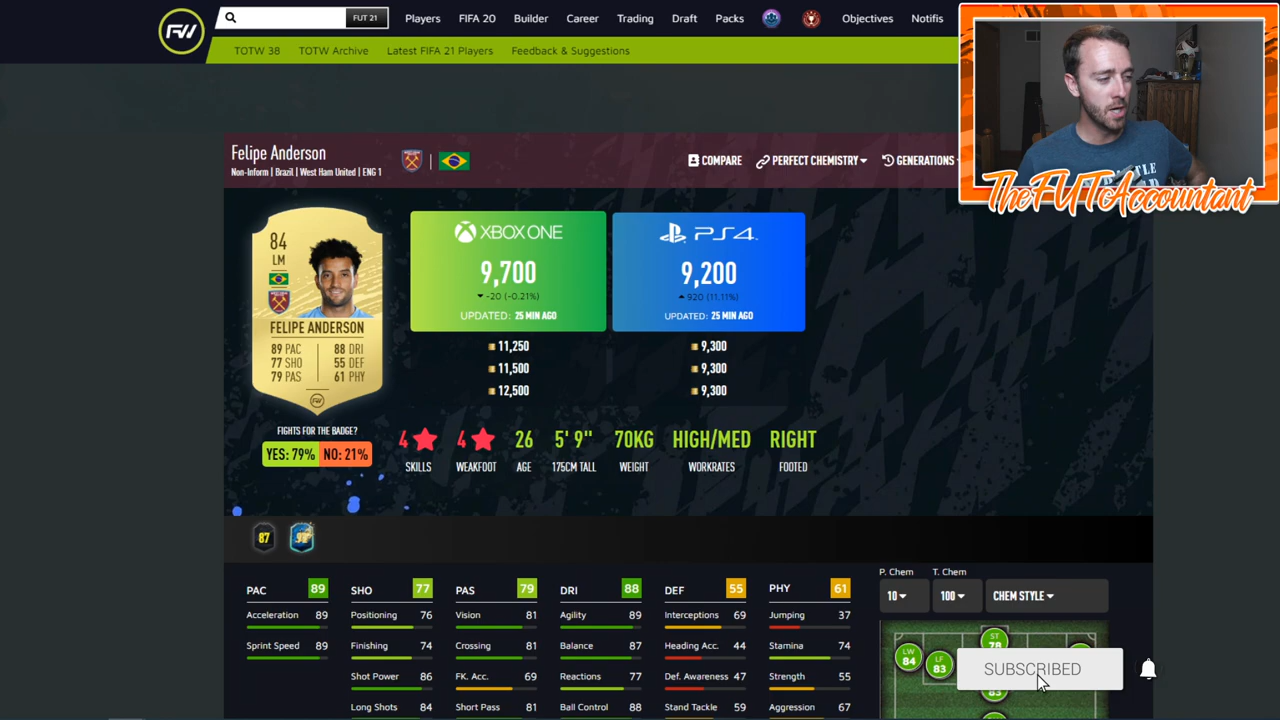 FW
FUT 21
Players
FIFA 20
Builder
Career
Trading
Draft
Packs
Objectives
Notifis
TOTW 38
TOTW Archive
Latest FIFA 21 Players
Feedback & Suggestions
TheFUTAccountant
Felipe Anderson
Non-Inform | Brazil | West Ham United | ENG 1
COMPARE
PERFECT CHEMISTRY
GENERATIONS
84
LM
FELIPE ANDERSON
89 PAC 88 DRI
77 SHO 55 DEF
79 PAS 61 PHY
FW
XBOX ONE
9,700
-20 (-0.21%)
UPDATED: 25 MIN AGO
11,250
11,500
12,500
PS4
9,200
920 (11.11%)
UPDATED: 25 MIN AGO
9,300
9,300
9,300
FIGHTS FOR THE BADGE?
YES: 79% NO: 21%
4
SKILLS
4
WEAKFOOT
26
AGE
5' 9"
175CM TALL
70KG
WEIGHT
HIGH/MED
WORKRATES
RIGHT
FOOTED
87
PAC 89
Acceleration 89
Sprint Speed 89
SHO 77
Positioning 76
Finishing 74
Shot Power 86
Long Shots 84
PAS 79
Vision 81
Crossing 81
FK. Acc. 69
Short Pass 81
DRI 88
Agility 89
Balance 87
Reactions 77
Ball Control 88
DEF 55
Interceptions 69
Heading Acc. 44
Def. Awareness 47
Stand Tackle 59
PHY 61
Jumping 37
Stamina 74
Strength 55
Aggression 67
P. Chem
10
T. Chem
100
CHEM STYLE
ST
78
LW
84
LF
83
83
SUBSCRIBED